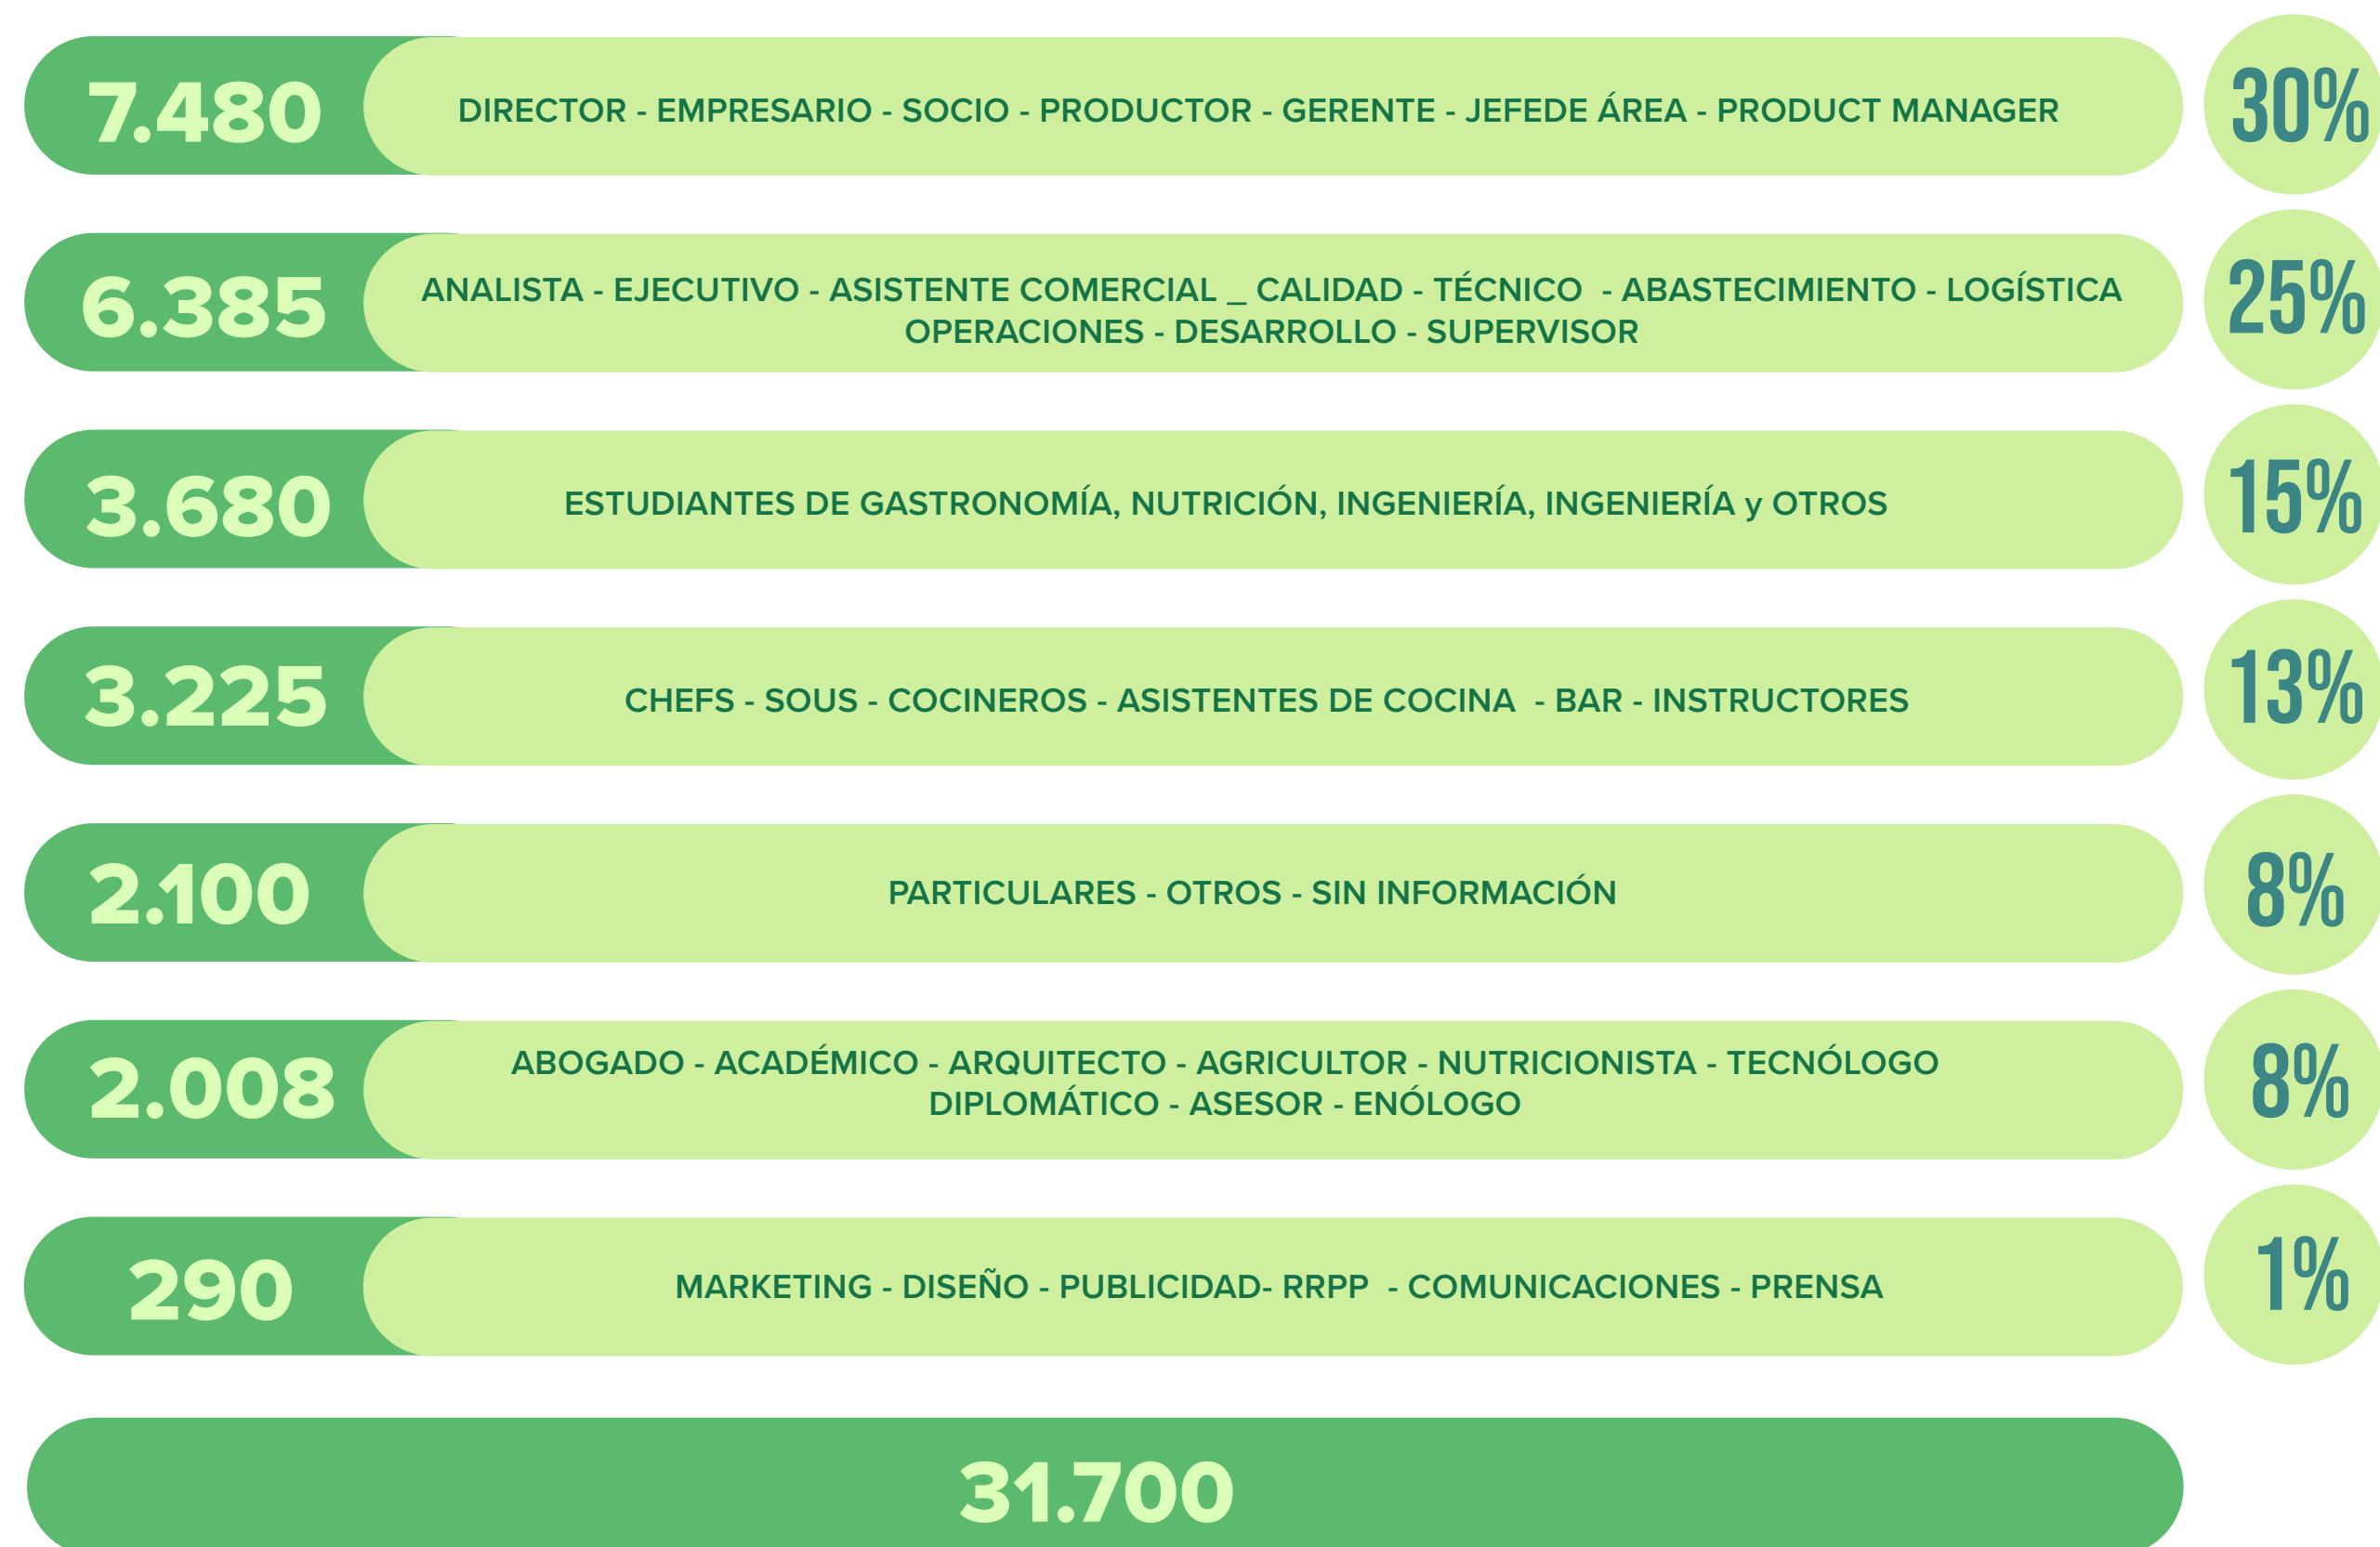 7.480 DIRECTOR - EMPRESARIO - SOCIO - PRODUCTOR - GERENTE - JEFEDE ÁREA - PRODUCT MANAGER 30%
6.385 ANALISTA - EJECUTIVO - ASISTENTE COMERCIAL _ CALIDAD - TÉCNICO - ABASTECIMIENTO - LOGÍSTICA 25%
OPERACIONES - DESARROLLO - SUPERVISOR
3.680 ESTUDIANTES DE GASTRONOMÍA, NUTRICIÓN, INGENIERÍA, INGENIERÍA y OTROS 15%
3.225 CHEFS - SOUS - COCINEROS - ASISTENTES DE COCINA - BAR - INSTRUCTORES 13%
2.100 PARTICULARES - OTROS - SIN INFORMACIÓN 8%
2.008 ABOGADO - ACADÉMICO - ARQUITECTO - AGRICULTOR - NUTRICIONISTA - TECNÓLOGO 8%
DIPLOMÁTICO - ASESOR - ENÓLOGO
290 MARKETING - DISEÑO - PUBLICIDAD- RRPP - COMUNICACIONES - PRENSA 1%
31.700